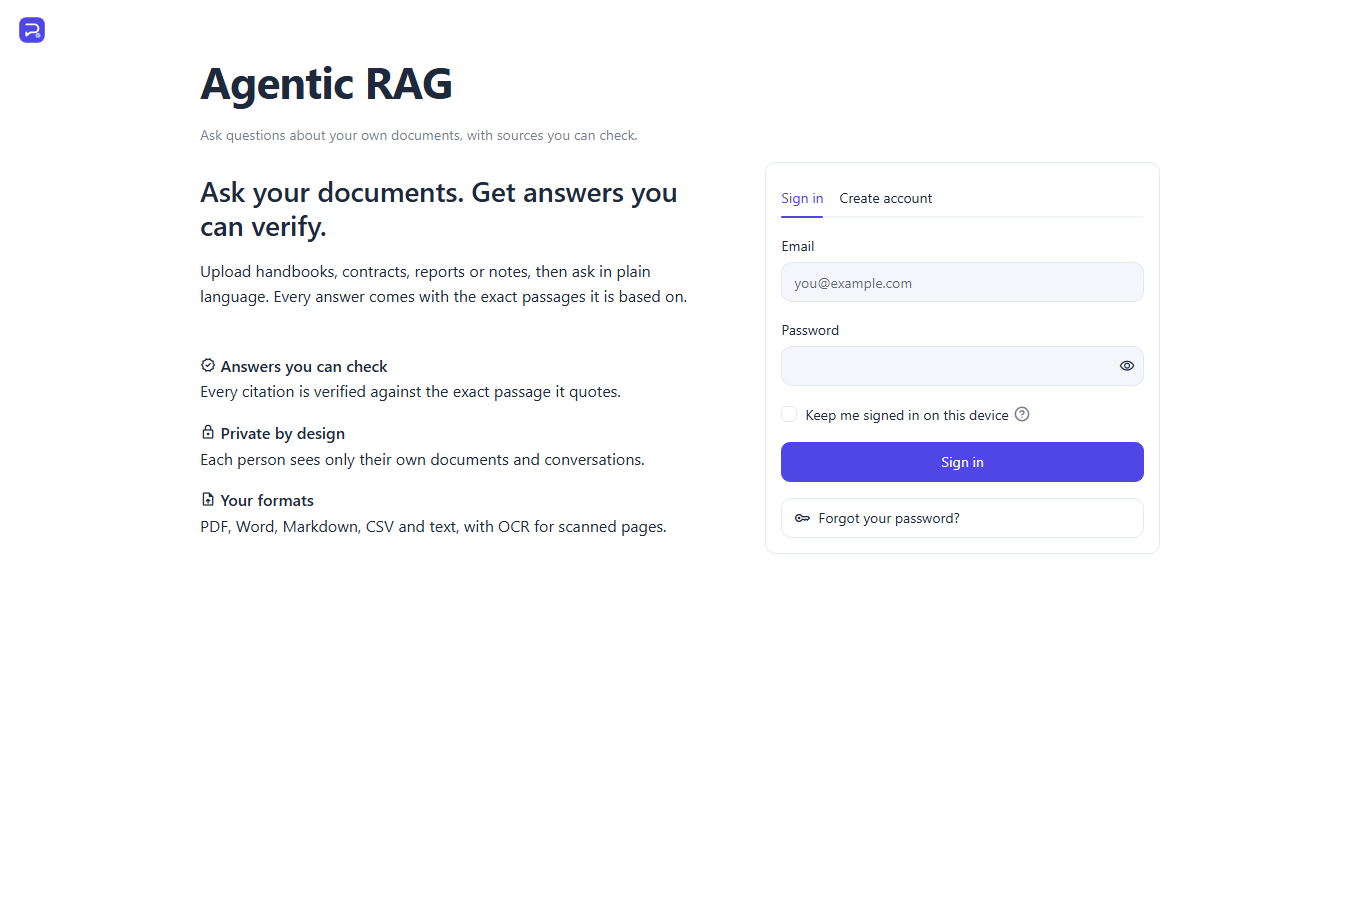 Agentic RAG
Ask questions about your own documents, with sources you can check.
Ask your documents. Get answers you
can verify.
Upload handbooks, contracts, reports or notes, then ask in plain
language. Every answer comes with the exact passages it is based on.
Answers you can check
Every citation is verified against the exact passage it quotes.
Private by design
Each person sees only their own documents and conversations.
Your formats
PDF, Word, Markdown, CSV and text, with OCR for scanned pages.
Sign in Create account
Email
you@example.com
Password
Keep me signed in on this device
Sign in
Forgot your password?